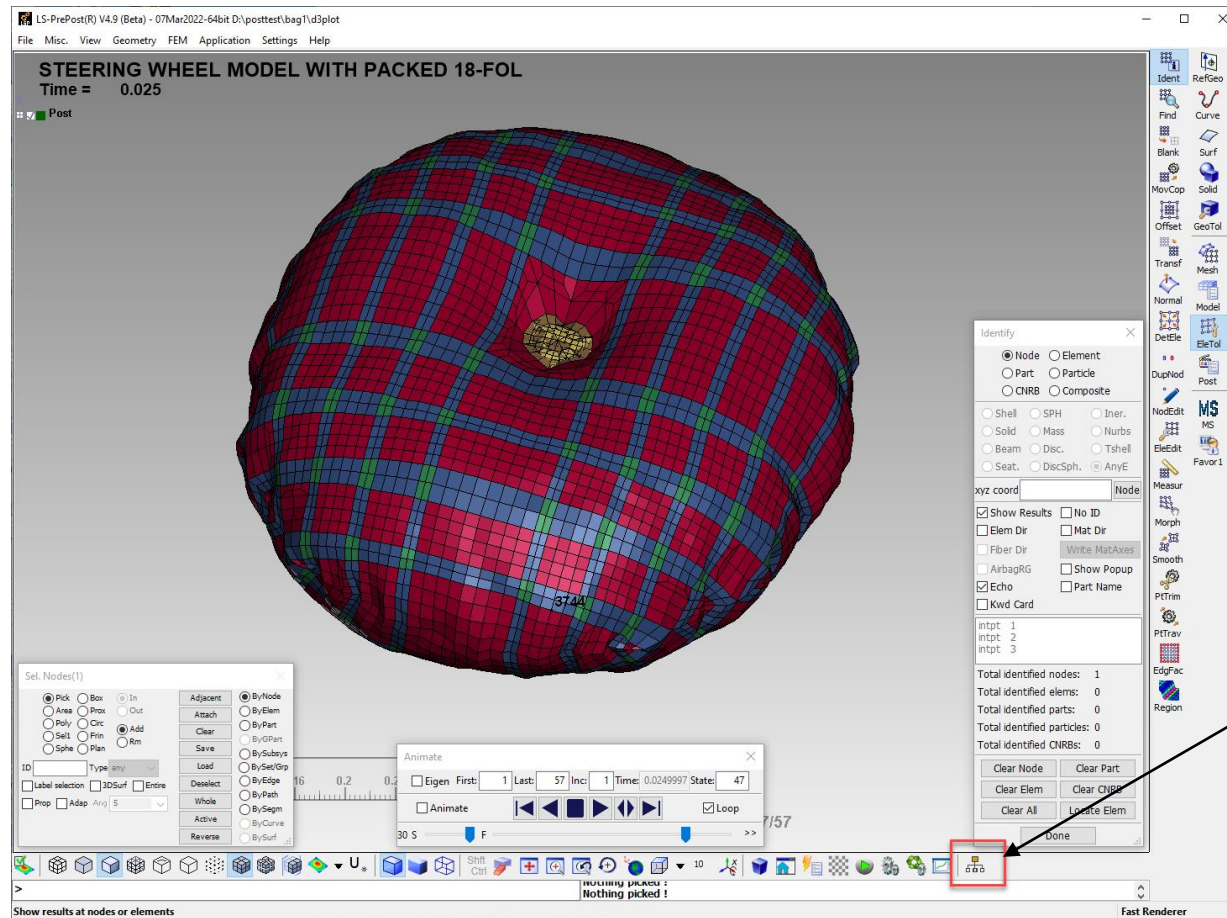 LS-PrePost(R) V4.9 (Beta) - 07Mar2022-64bit D:\posttest\bag1\d3plot
File Misc. View Geometry FEM Application Settings Help
STEERING WHEEL MODEL WITH PACKED 18-FOL
Time = 0.025
Post
3744
Ident
Find
Blank
MovCop
Offset
Transf
Normal
DetEle
DupNod
NodEdit
EleEdit
Measur
Morph
Smooth
PtTrim
PtTrav
EdgFac
Region
RefGeo
Curve
Surf
Solid
GeoTol
Mesh
Model
EleTol
Post
MS
MS
Favor1
Identify
Node Element
Part Particle
CNRB Composite
Shell SPH Iner.
Solid Mass Nurbs
Beam Disc. Tshell
Seat. DiscSph. AnyE
xyz coord Node
Show Results No ID
Elem Dir Mat Dir
Fiber Dir Write MatAxes
AirbagRG Show Popup
Echo Part Name
Kwd Card
intpt 1
intpt 2
intpt 3
Total identified nodes: 1
Total identified elems: 0
Total identified parts: 0
Total identified particles: 0
Total identified CNRBs: 0
Clear Node Clear Part
Clear Elem Clear CNRB
Clear All Locate Elem
Done
Sel. Nodes(1)
Pick Box In Adjacent ByNode
Area Prox Out Attach ByElem
Poly Circ Add Clear ByPart
Sel1 Frin Rm Save ByGPart
Sphe Plan Load BySubsys
ID Type any Deselect BySet/Grp
Label selection 3DSurf Entire Whole ByEdge
Prop Adap Ang 5 Active ByPath
Reverse BySegm
ByCurve
BySurf
16 0.2 0.2
Animate
Eigen First: 1 Last: 57 Inc: 1 Time: 0.0249997 State: 47
Animate Loop
30 S F >>
7/57
U. Shft Ctrl 10
>
Nothing picked !
Nothing picked !
Show results at nodes or elements Fast Renderer